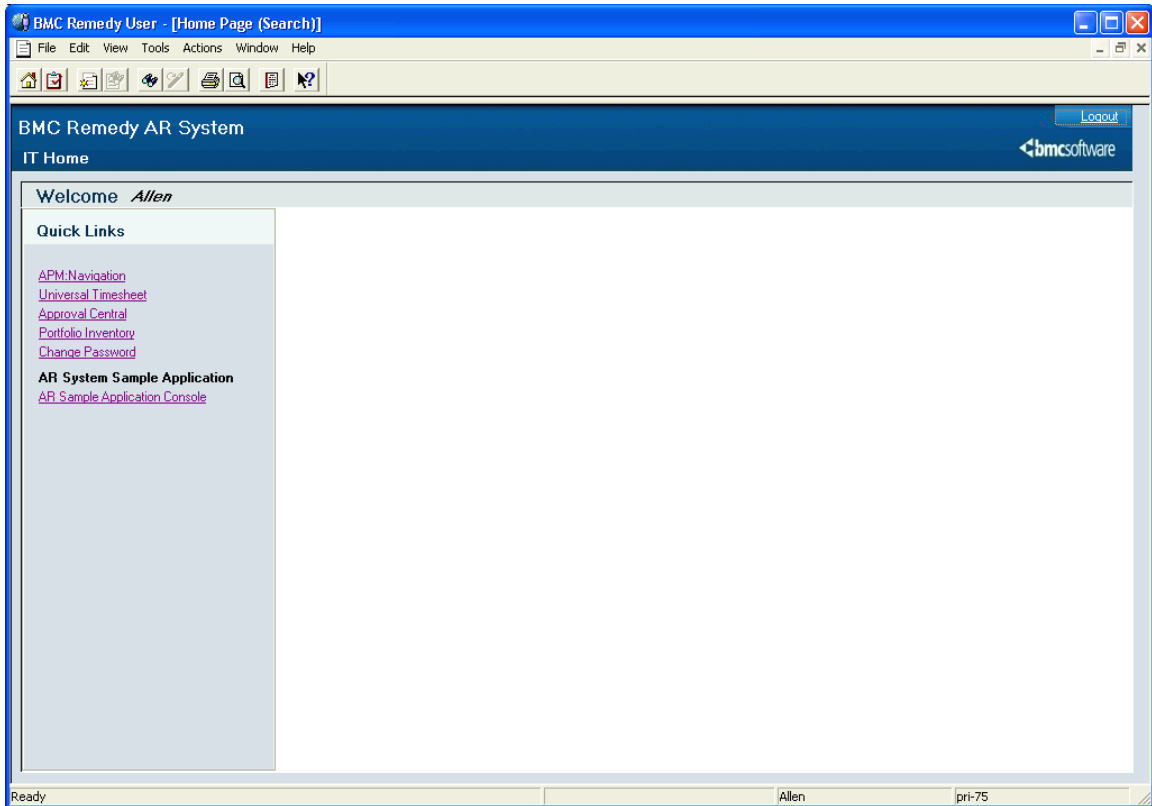 BMC Remedy User - [Home Page (Search)]
File Edit View Tools Actions Window Help
Logout
BMC Remedy AR System
IT Home
bmcsoftware
Welcome Allen
Quick Links
APM:Navigation
Universal Timesheet
Approval Central
Portfolio Inventory
Change Password
AR System Sample Application
AR Sample Application Console
Ready Allen pri-75